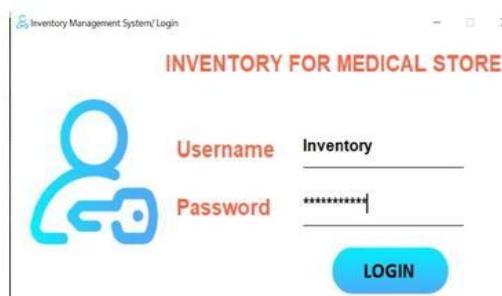 Inventory Management System/ Login
INVENTORY FOR MEDICAL STORE
Username Inventory
Password ***********
LOGIN